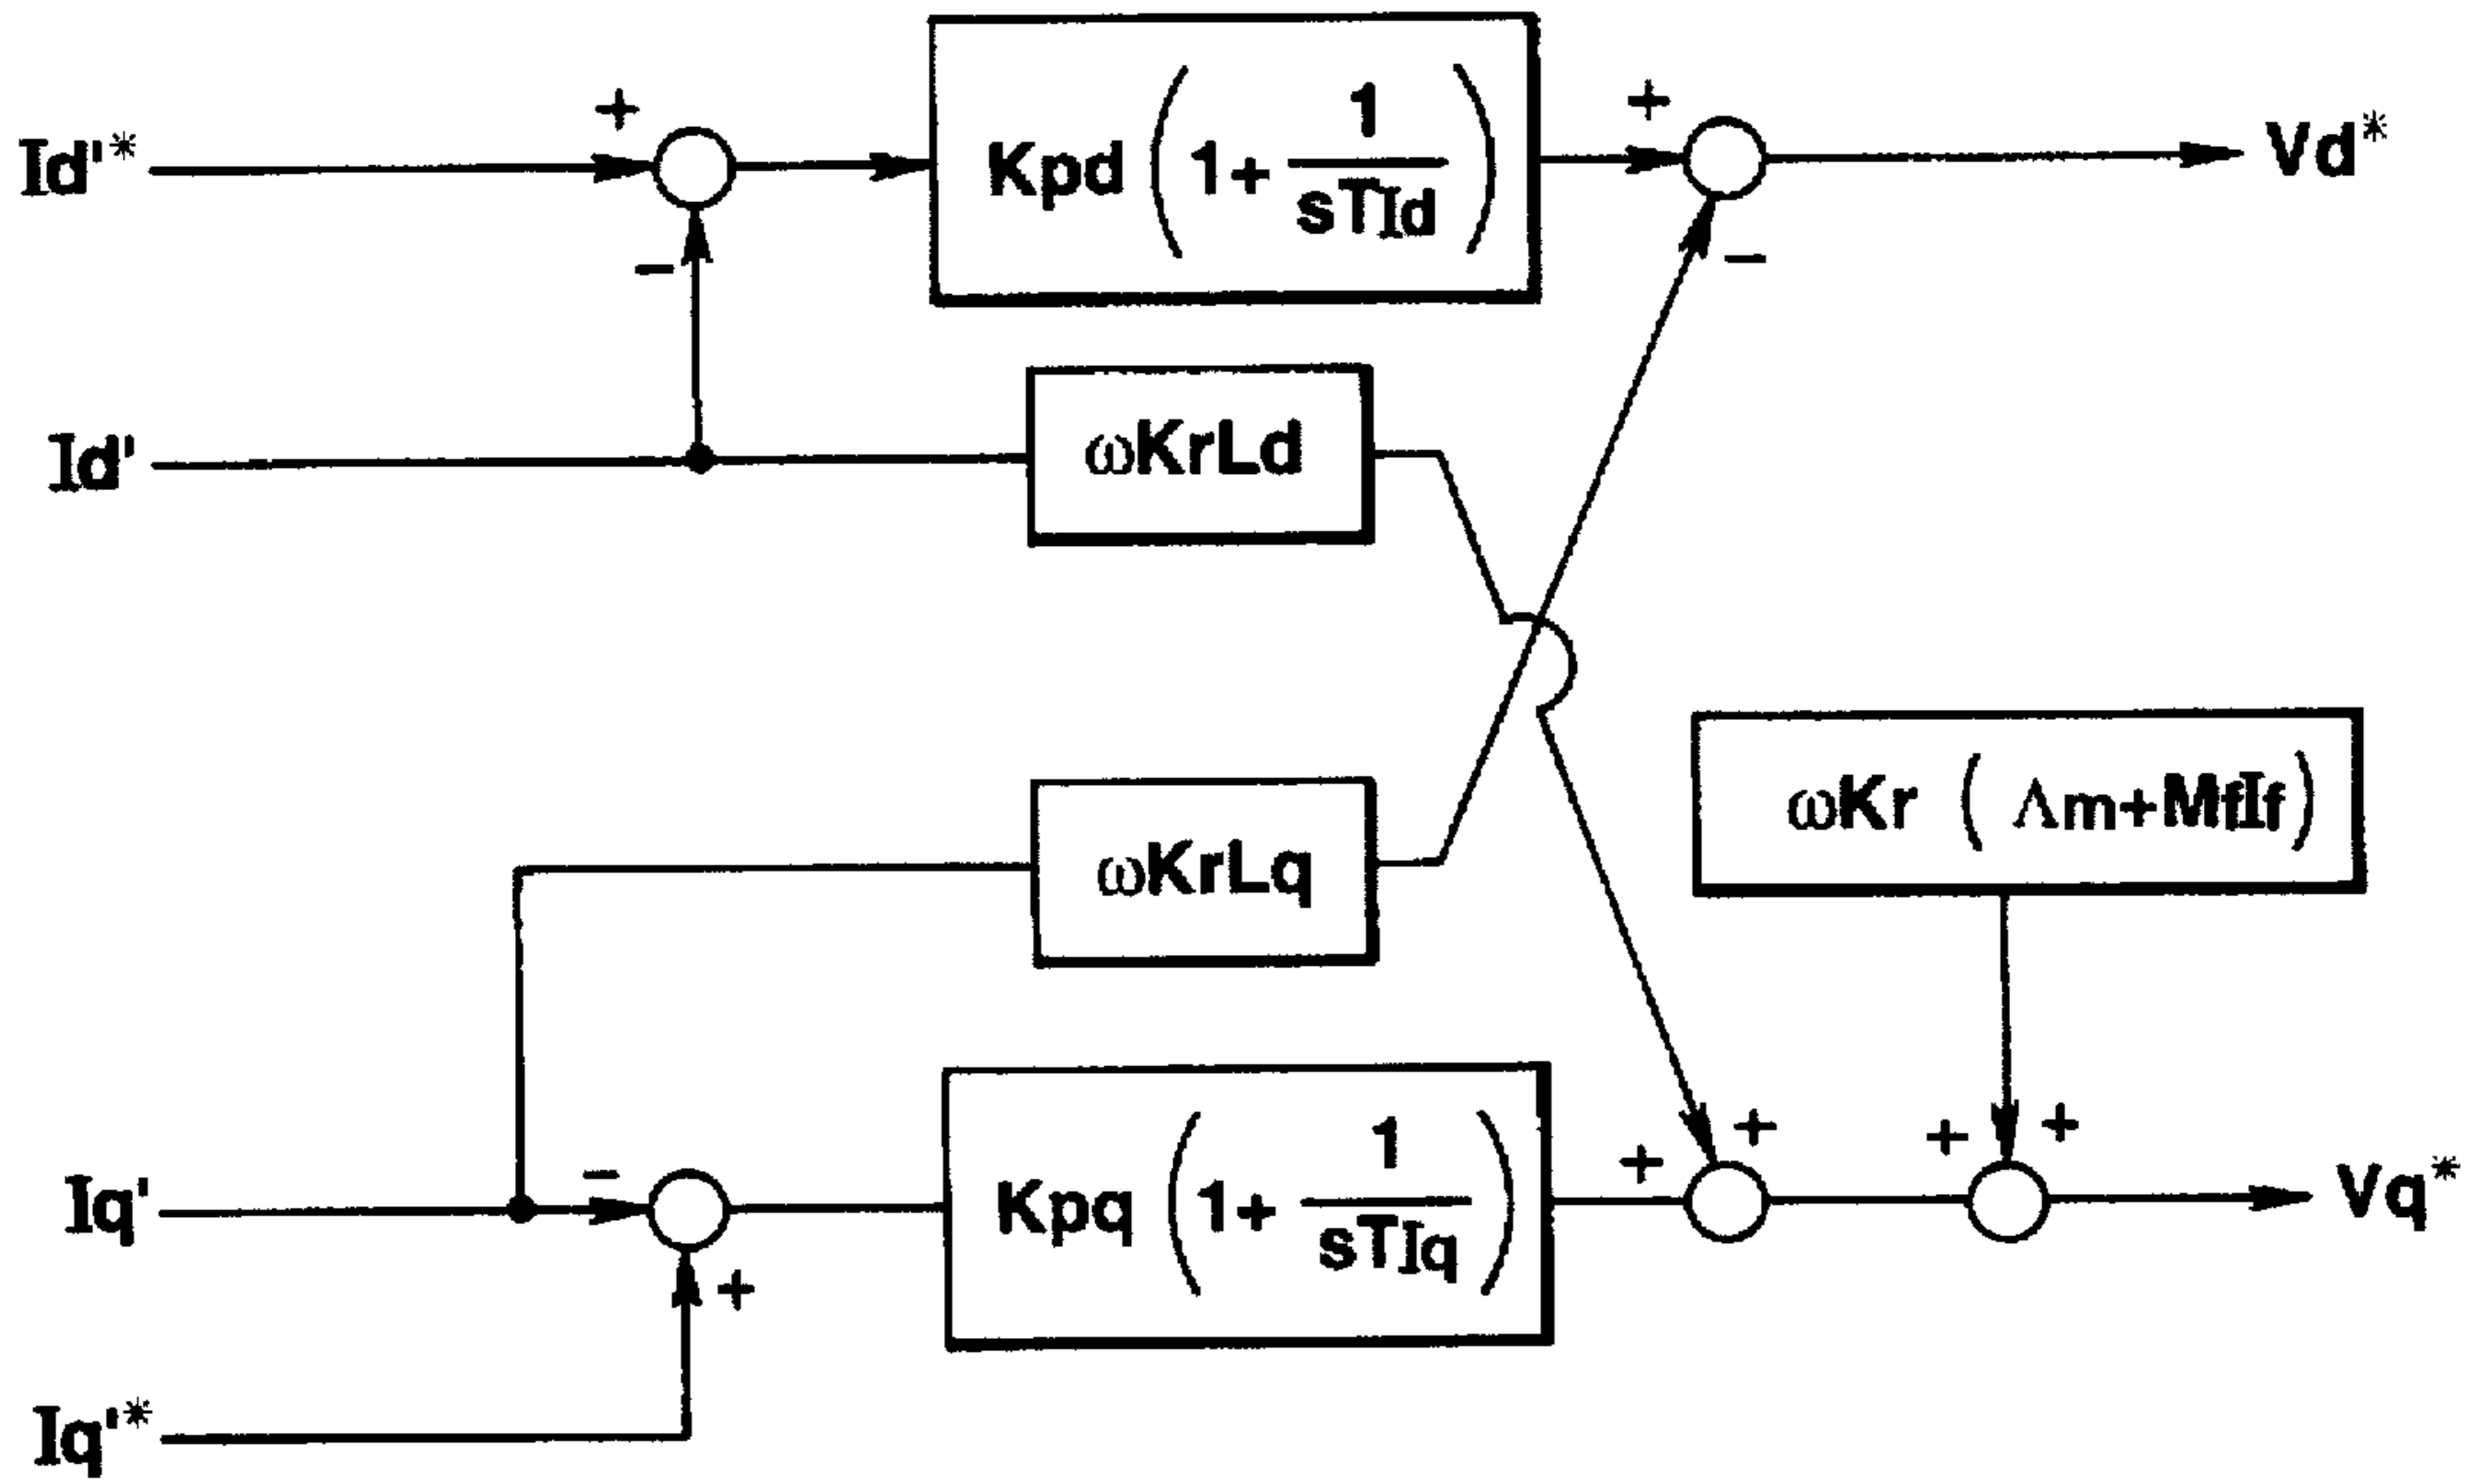 Id'*
+
−
Kpd (1+ 1/sTId)
+
−
Vd*
Id'
ωKrLd
ωKrLq
ωKr ( Λm+MfIf)
Iq'
−
+
Kpq (1+ 1/sTIq)
+
+
+
+
Vq*
Iq'*